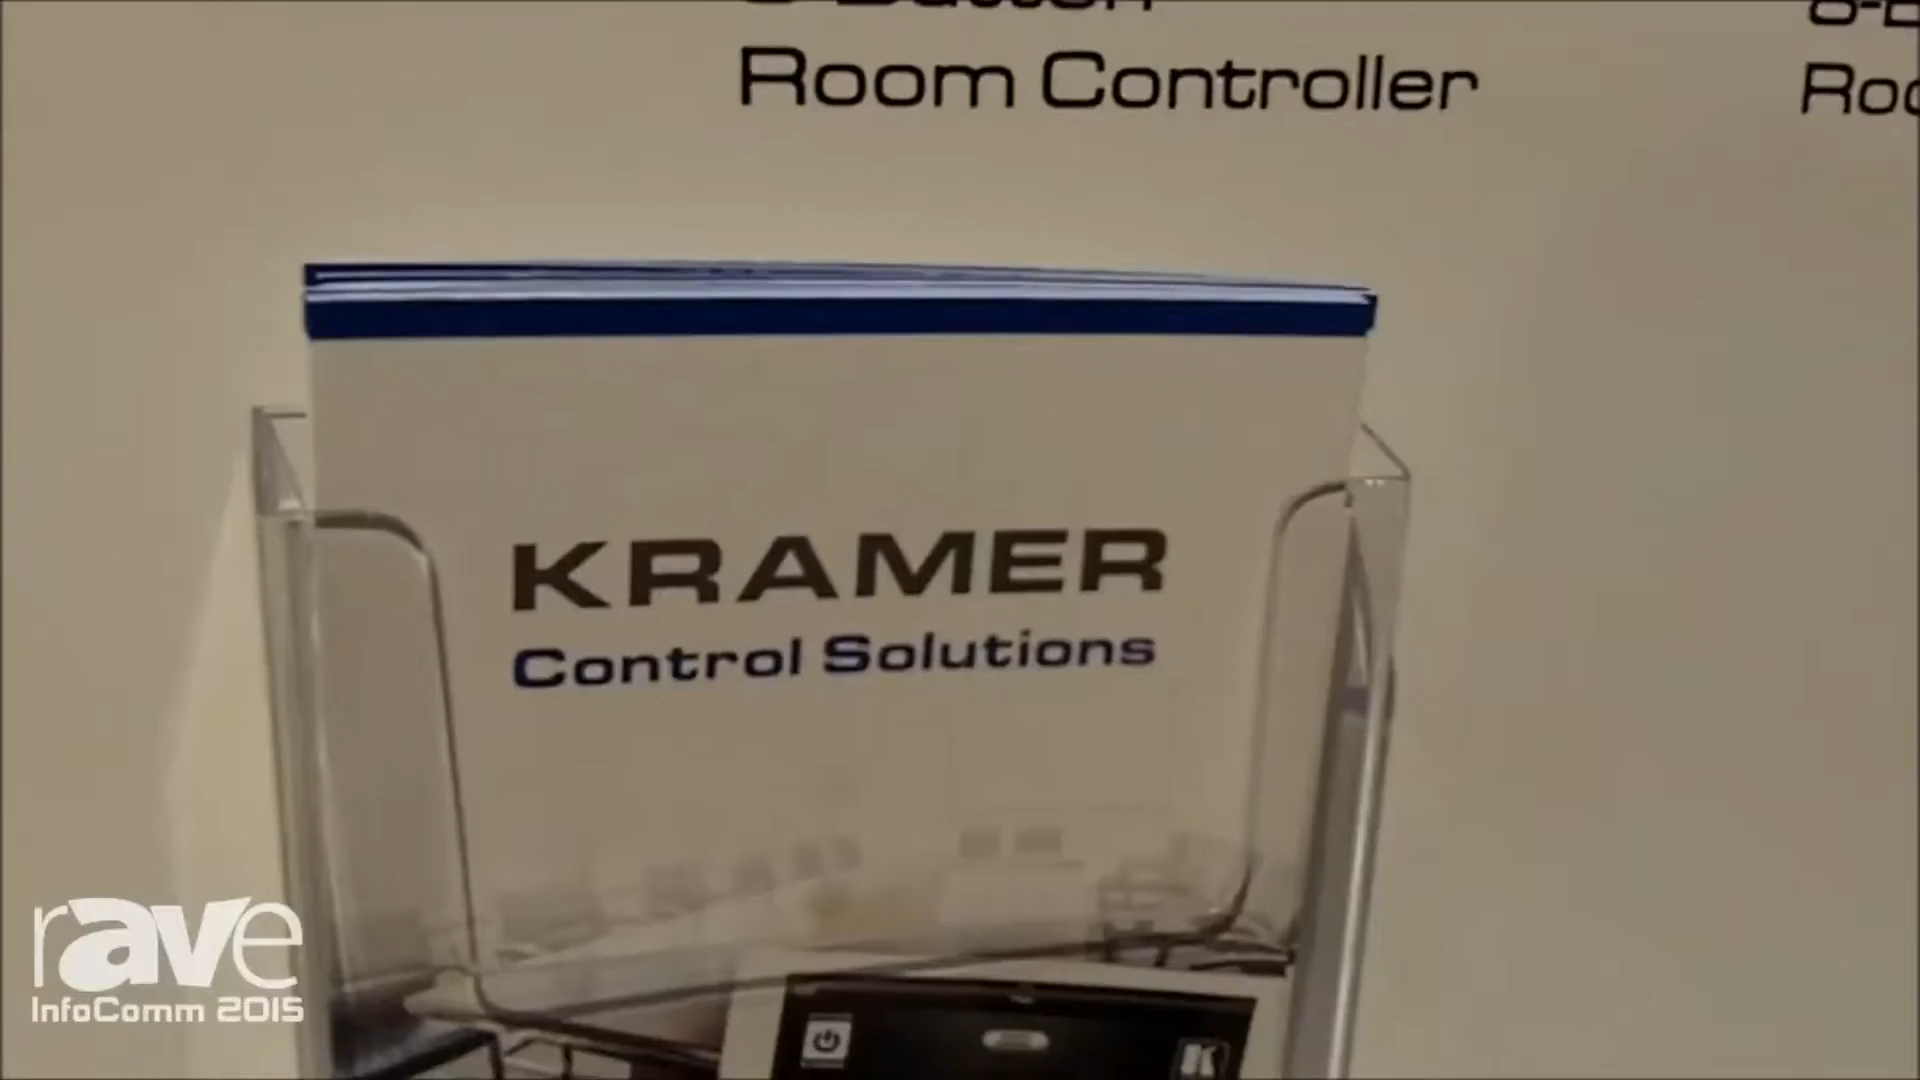 Room Controller
KRAMER
Control Solutions
rave
InfoComm 2015